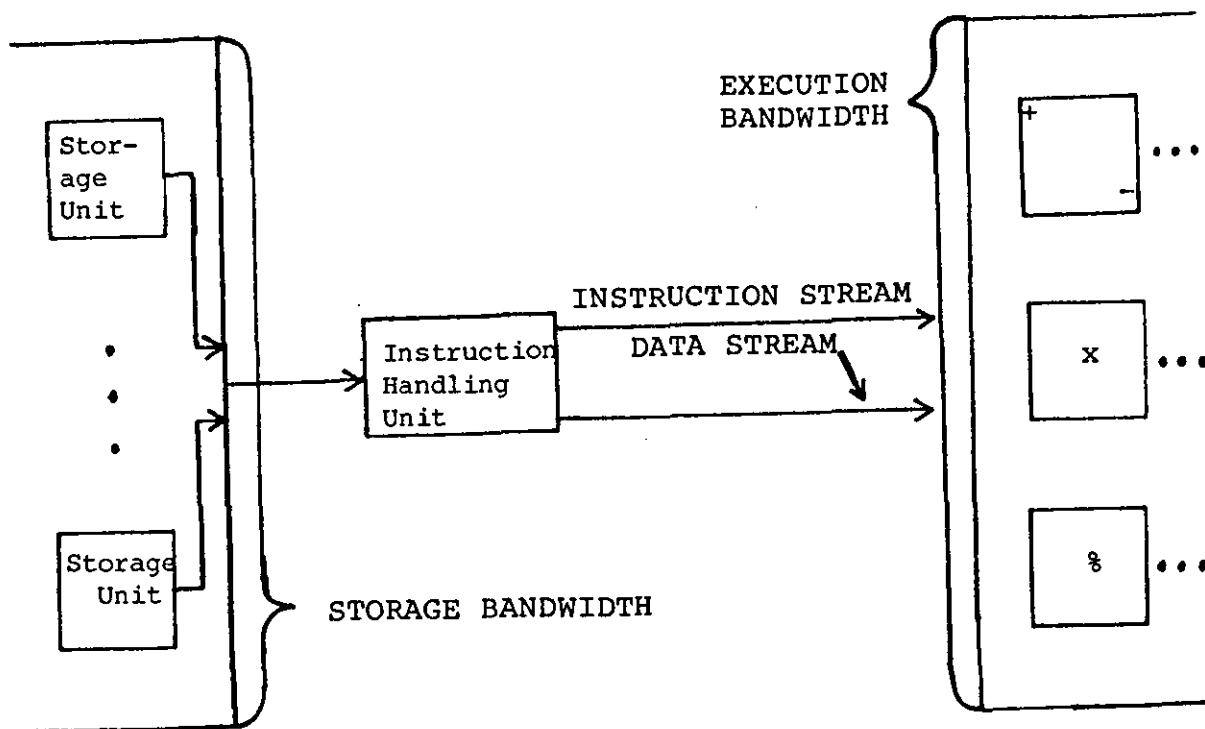 Stor-
age
Unit
Storage
Unit
STORAGE BANDWIDTH
Instruction
Handling
Unit
INSTRUCTION STREAM
DATA STREAM
EXECUTION
BANDWIDTH
+
-
x
%